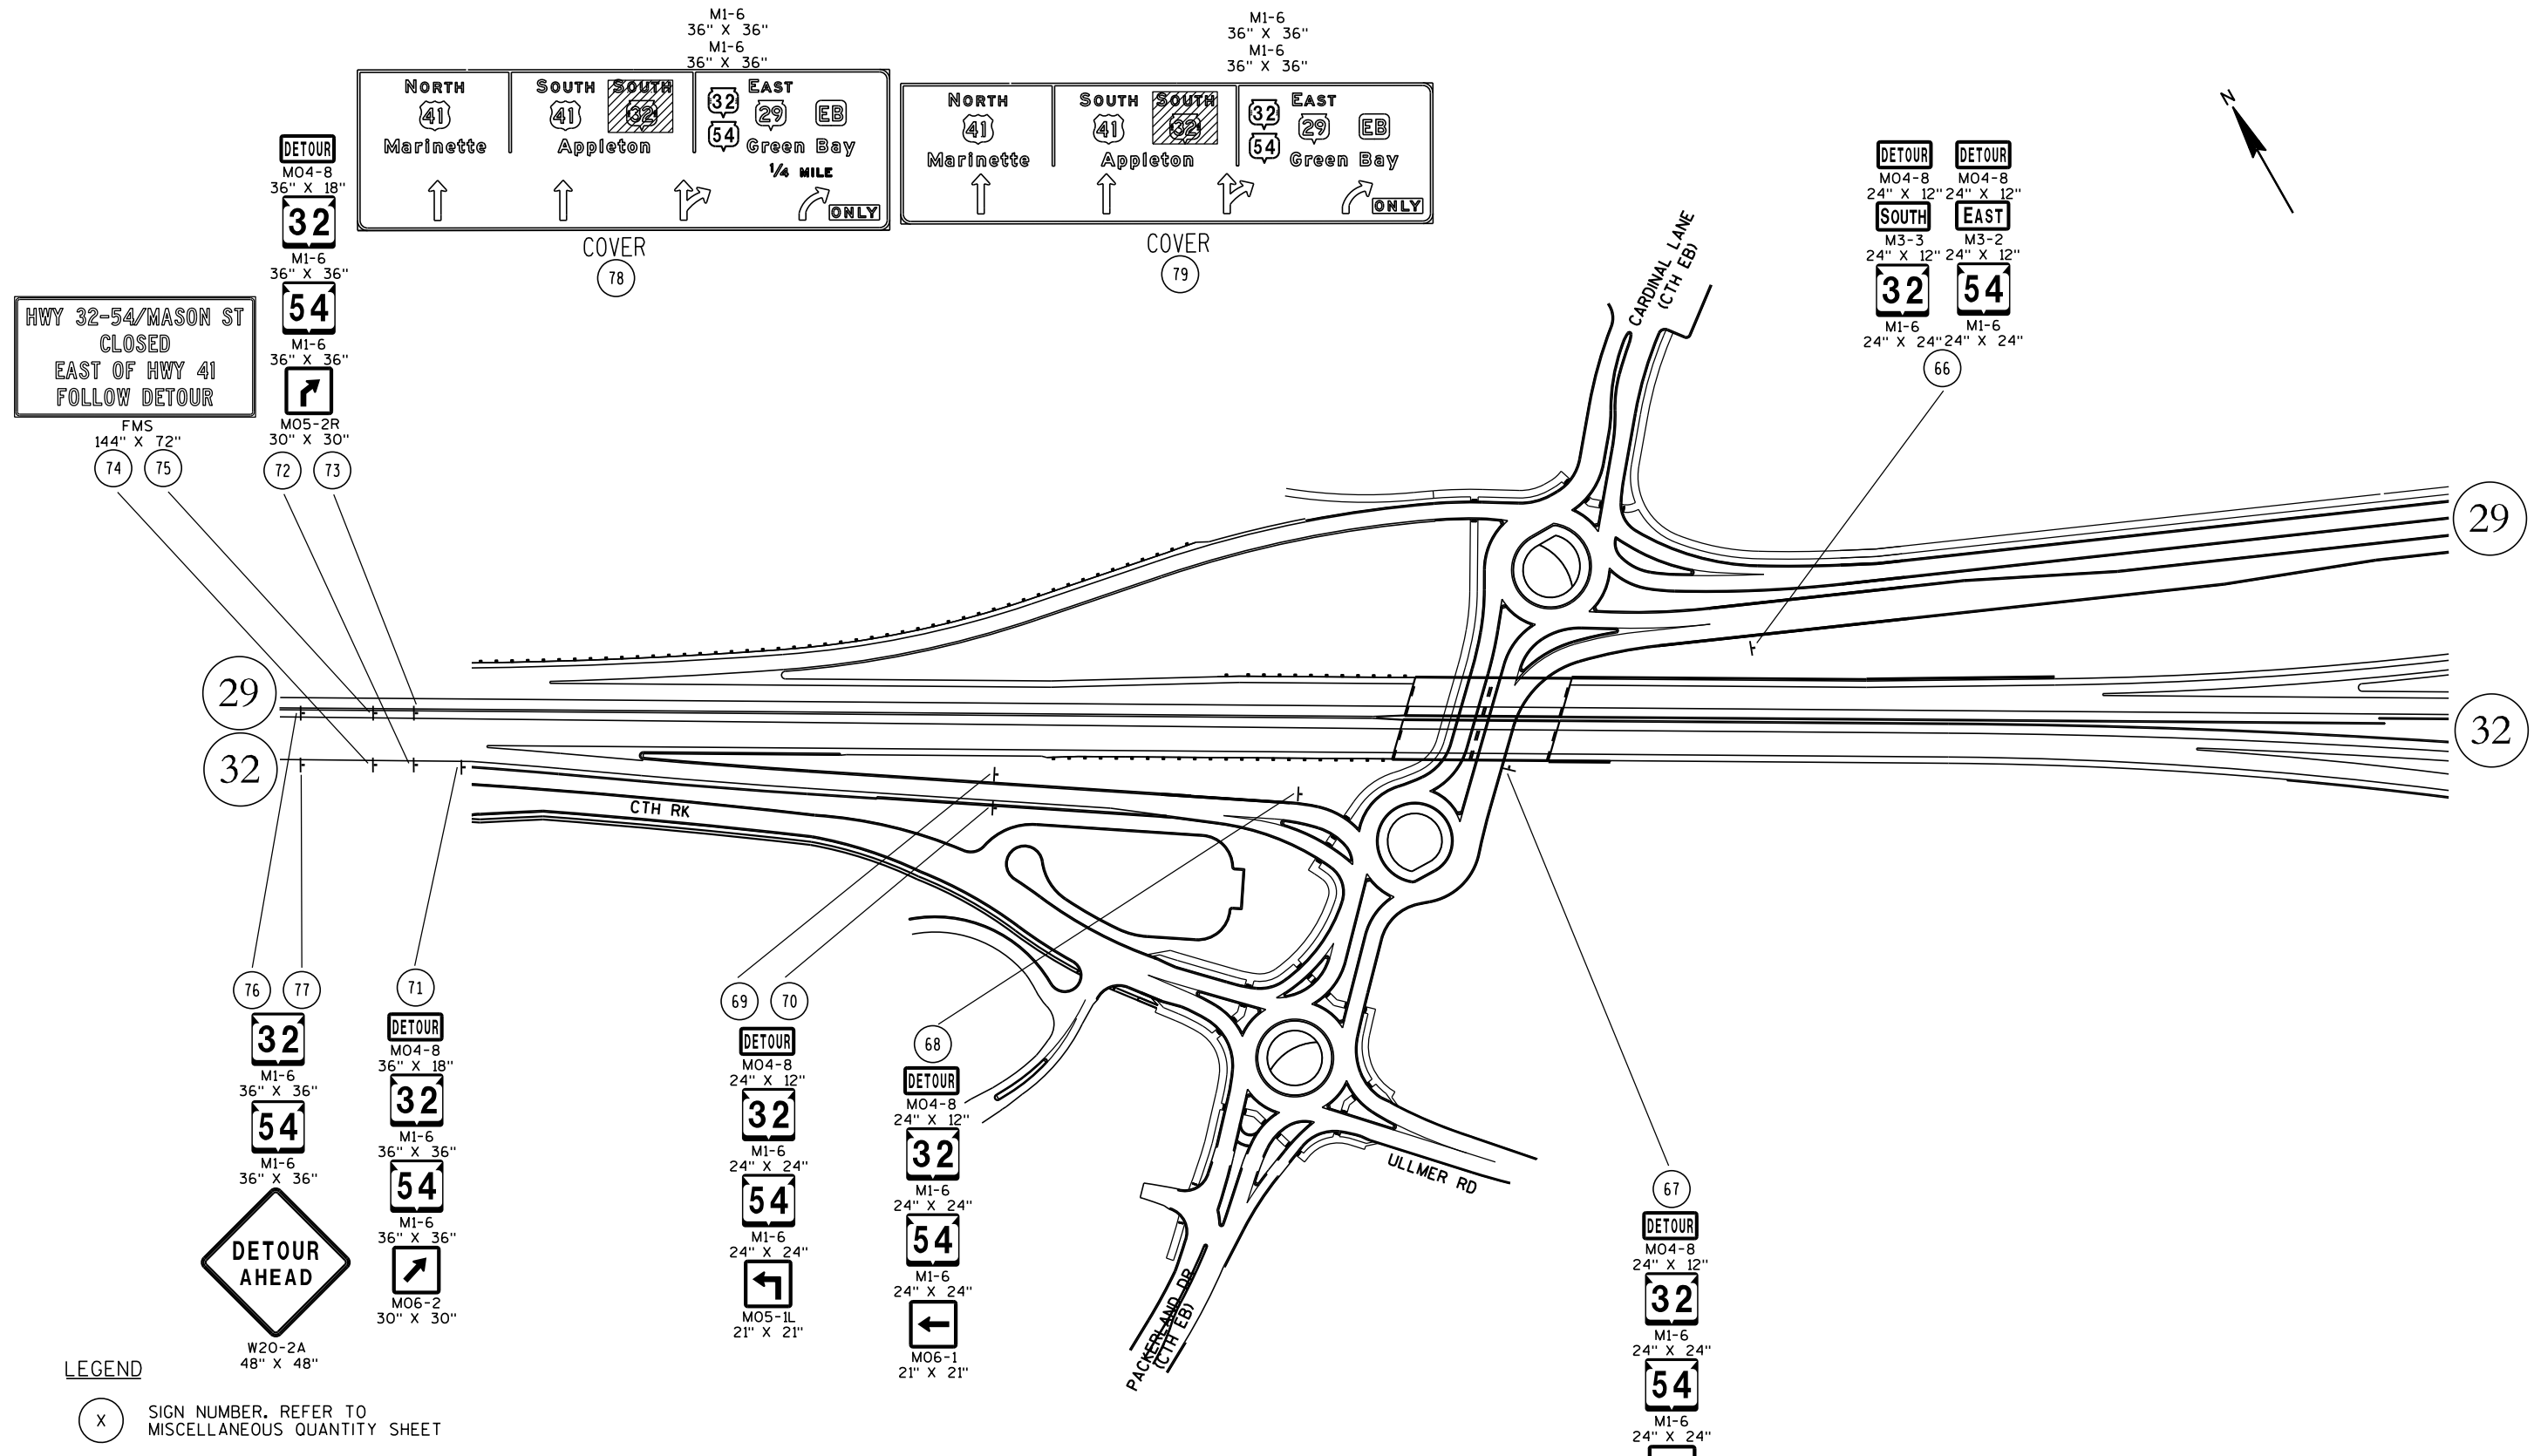 M1-6
36" X 36"
M1-6
36" X 36"
NORTH
41
Marinette
SOUTH SOUTH
41 32
Appleton
EAST
32 29 EB
54
Green Bay
1/4 MILE
ONLY
COVER
78
M1-6
36" X 36"
M1-6
36" X 36"
NORTH
41
Marinette
SOUTH SOUTH
41 32
Appleton
EAST
32 29 EB
54
Green Bay
ONLY
COVER
79
N
DETOUR
M04-8
36" X 18"
32
M1-6
36" X 36"
54
M1-6
36" X 36"
M05-2R
30" X 30"
72 73
HWY 32-54/MASON ST
CLOSED
EAST OF HWY 41
FOLLOW DETOUR
FMS
144" X 72"
74 75
DETOUR DETOUR
M04-8 M04-8
24" X 12" 24" X 12"
SOUTH EAST
M3-3 M3-2
24" X 12" 24" X 12"
32 54
M1-6 M1-6
24" X 24" 24" X 24"
66
CARDINAL LANE
(CTH EB)
29
32
29
32
CTH RK
ULLMER RD
PACKERLAND DR
(CTH EB)
76 77
32
M1-6
36" X 36"
54
M1-6
36" X 36"
DETOUR
AHEAD
W20-2A
48" X 48"
71
DETOUR
M04-8
36" X 18"
32
M1-6
36" X 36"
54
M1-6
36" X 36"
M06-2
30" X 30"
69 70
DETOUR
M04-8
24" X 12"
32
M1-6
24" X 24"
54
M1-6
24" X 24"
M05-1L
21" X 21"
68
DETOUR
M04-8
24" X 12"
32
M1-6
24" X 24"
54
M1-6
24" X 24"
M06-1
21" X 21"
67
DETOUR
M04-8
24" X 12"
32
M1-6
24" X 24"
54
M1-6
24" X 24"
LEGEND
X
SIGN NUMBER. REFER TO
MISCELLANEOUS QUANTITY SHEET